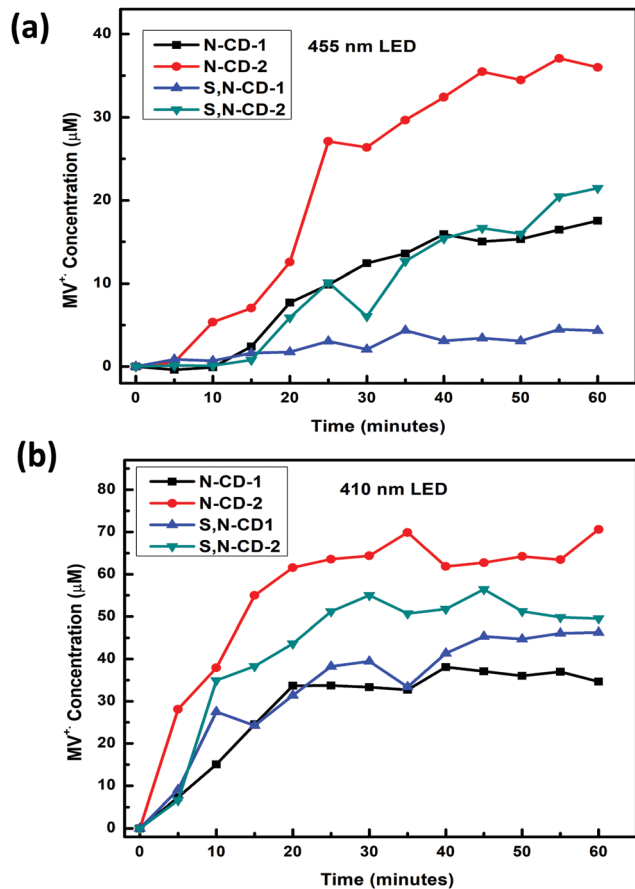 (a)
N-CD-1
N-CD-2
S,N-CD-1
S,N-CD-2
455 nm LED
MV⁺· Concentration (μM)
40
30
20
10
0
0 10 20 30 40 50 60
Time (minutes)
(b)
N-CD-1
N-CD-2
S,N-CD1
S,N-CD-2
410 nm LED
MV⁺· Concentration (μM)
80
70
60
50
40
30
20
10
0
0 10 20 30 40 50 60
Time (minutes)